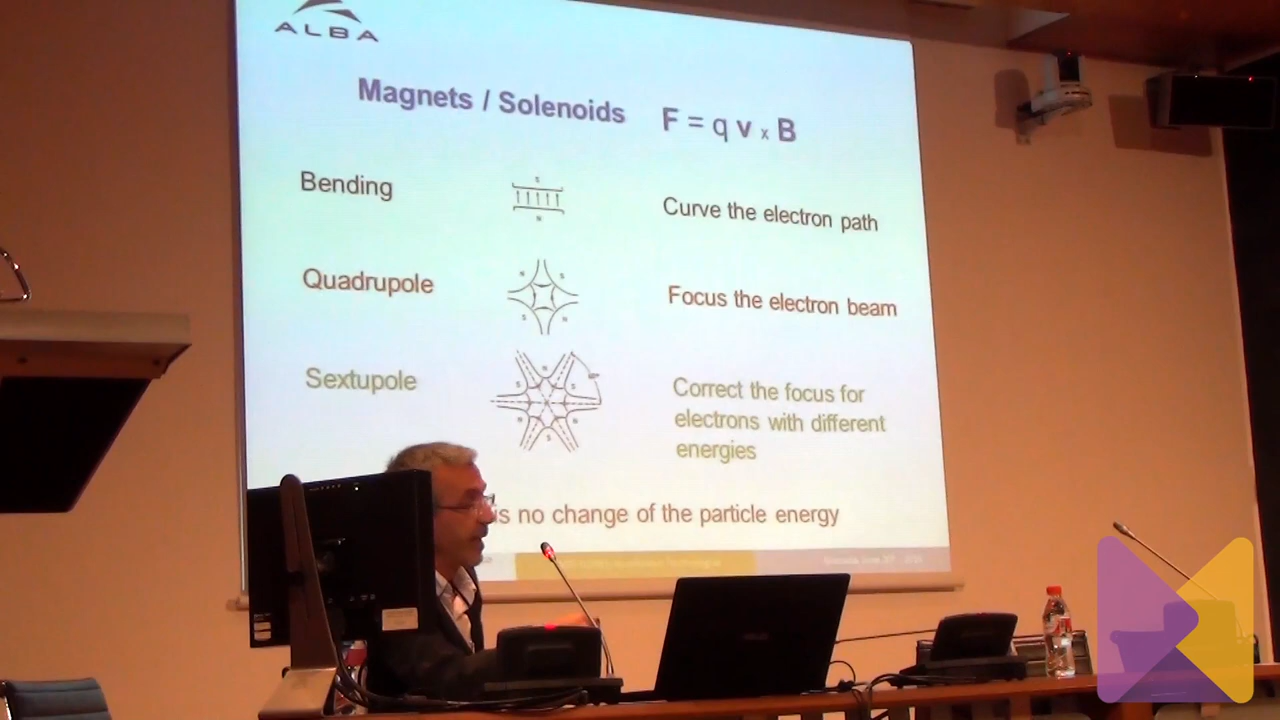 ALBA
Magnets / Solenoids F = q v x B
Bending
Curve the electron path
Quadrupole
Focus the electron beam
Sextupole
Correct the focus for
electrons with different
energies
is no change of the particle energy